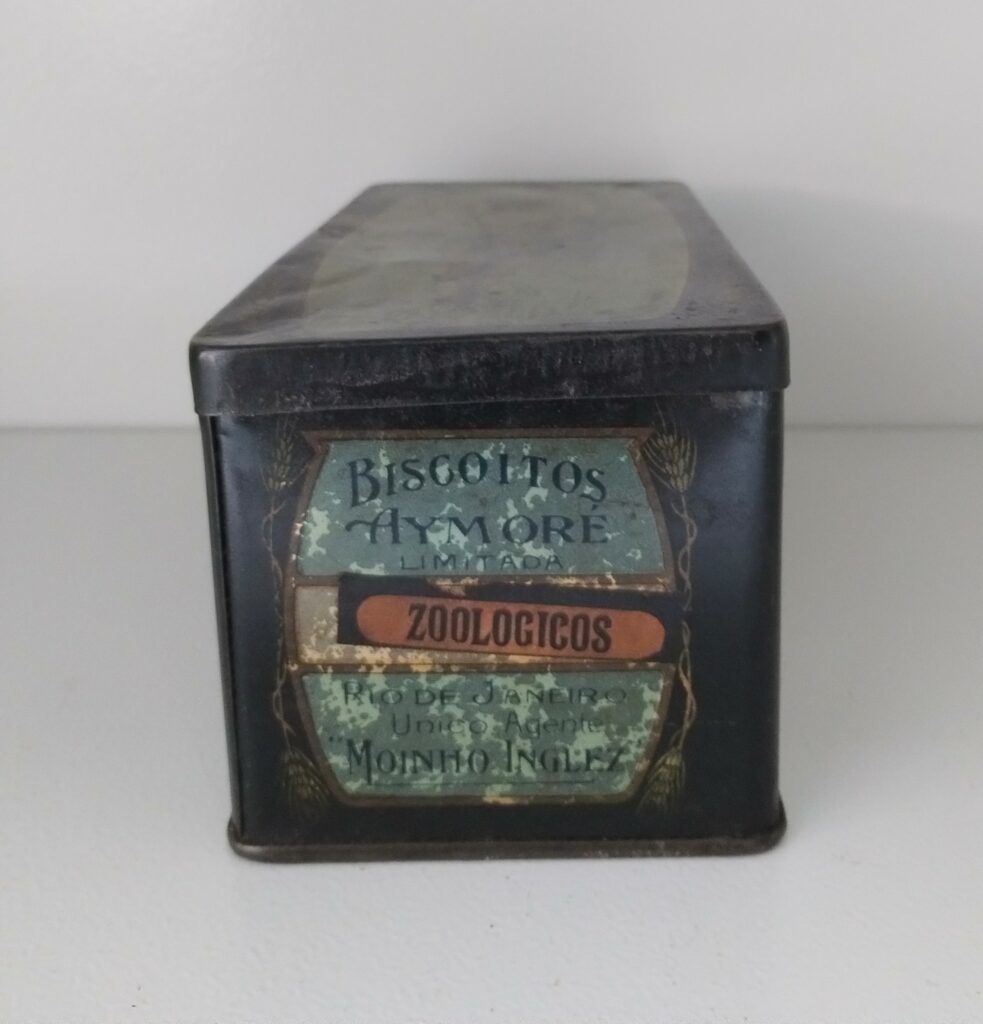 BISCOITOS
AYMORÉ
LIMITADA
ZOOLOGICOS
RIO DE JANEIRO
Unico Agente
"MOINHO INGLEZ